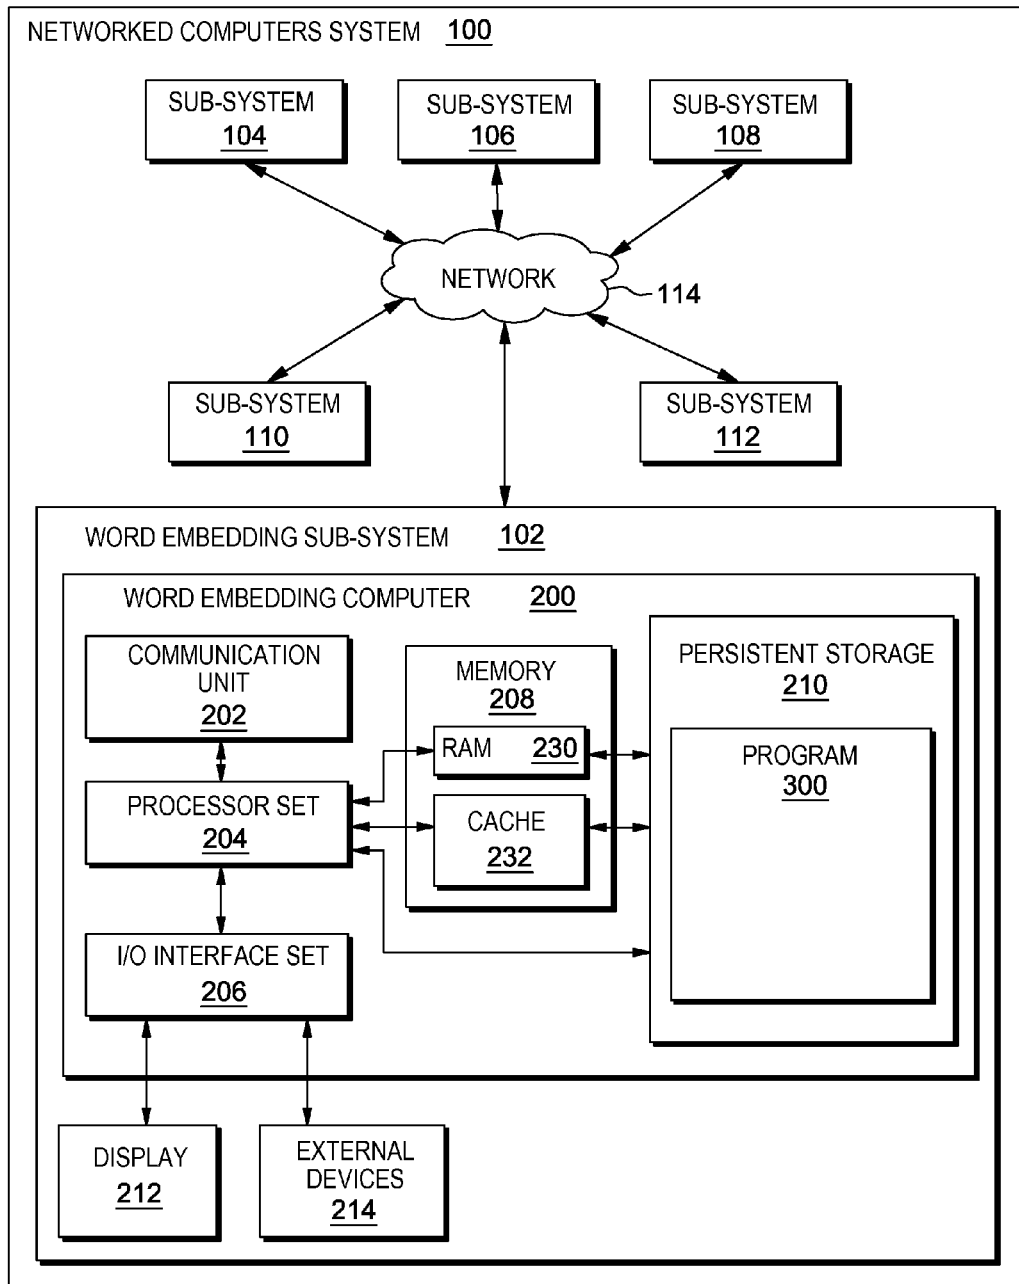 NETWORKED COMPUTERS SYSTEM 100
SUB-SYSTEM
104
SUB-SYSTEM
106
SUB-SYSTEM
108
NETWORK
114
SUB-SYSTEM
110
SUB-SYSTEM
112
WORD EMBEDDING SUB-SYSTEM 102
WORD EMBEDDING COMPUTER 200
COMMUNICATION
UNIT
202
PROCESSOR SET
204
I/O INTERFACE SET
206
MEMORY
208
RAM 230
CACHE
232
PERSISTENT STORAGE
210
PROGRAM
300
DISPLAY
212
EXTERNAL
DEVICES
214